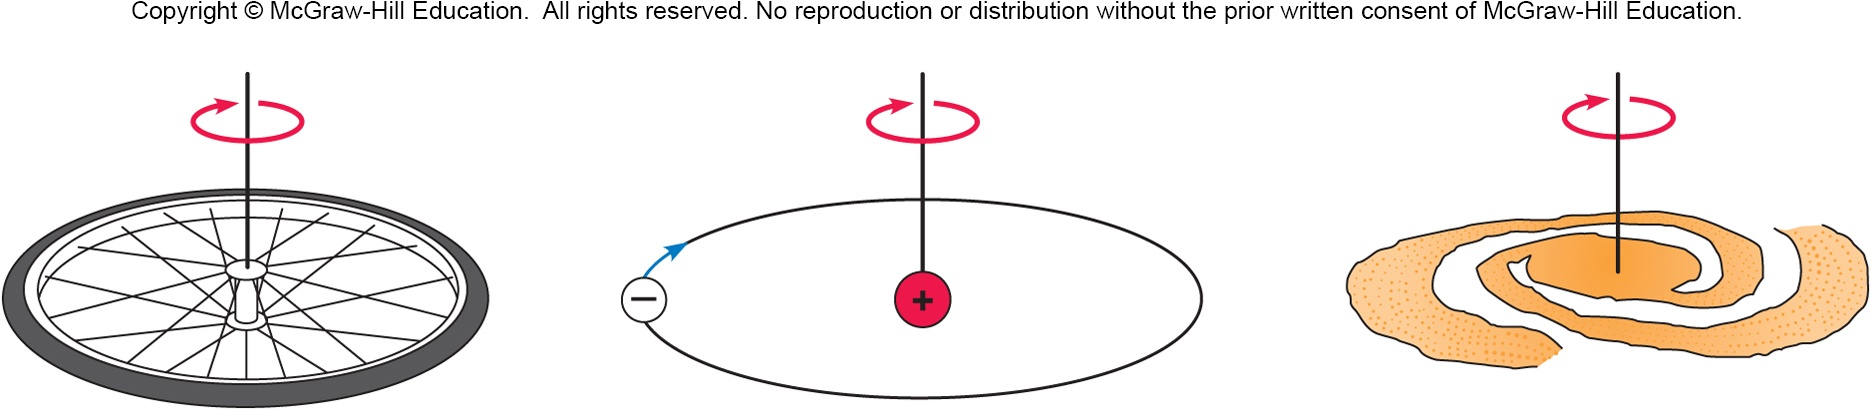 Copyright © McGraw-Hill Education.  All rights reserved. No reproduction or distribution without the prior written consent of McGraw-Hill Education.
−
+